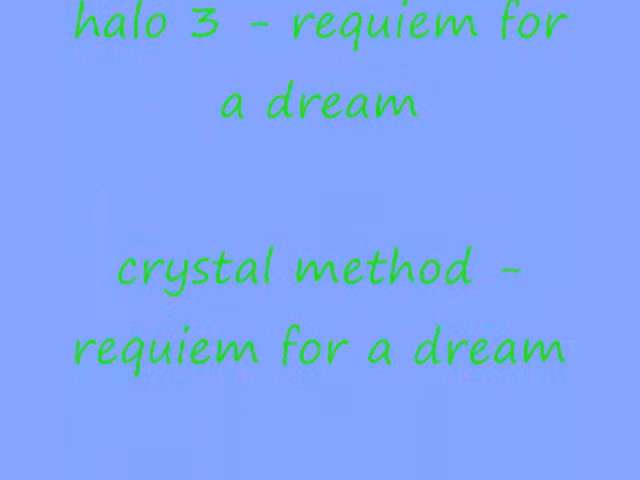 halo 3 - requiem for
a dream
crystal method -
requiem for a dream